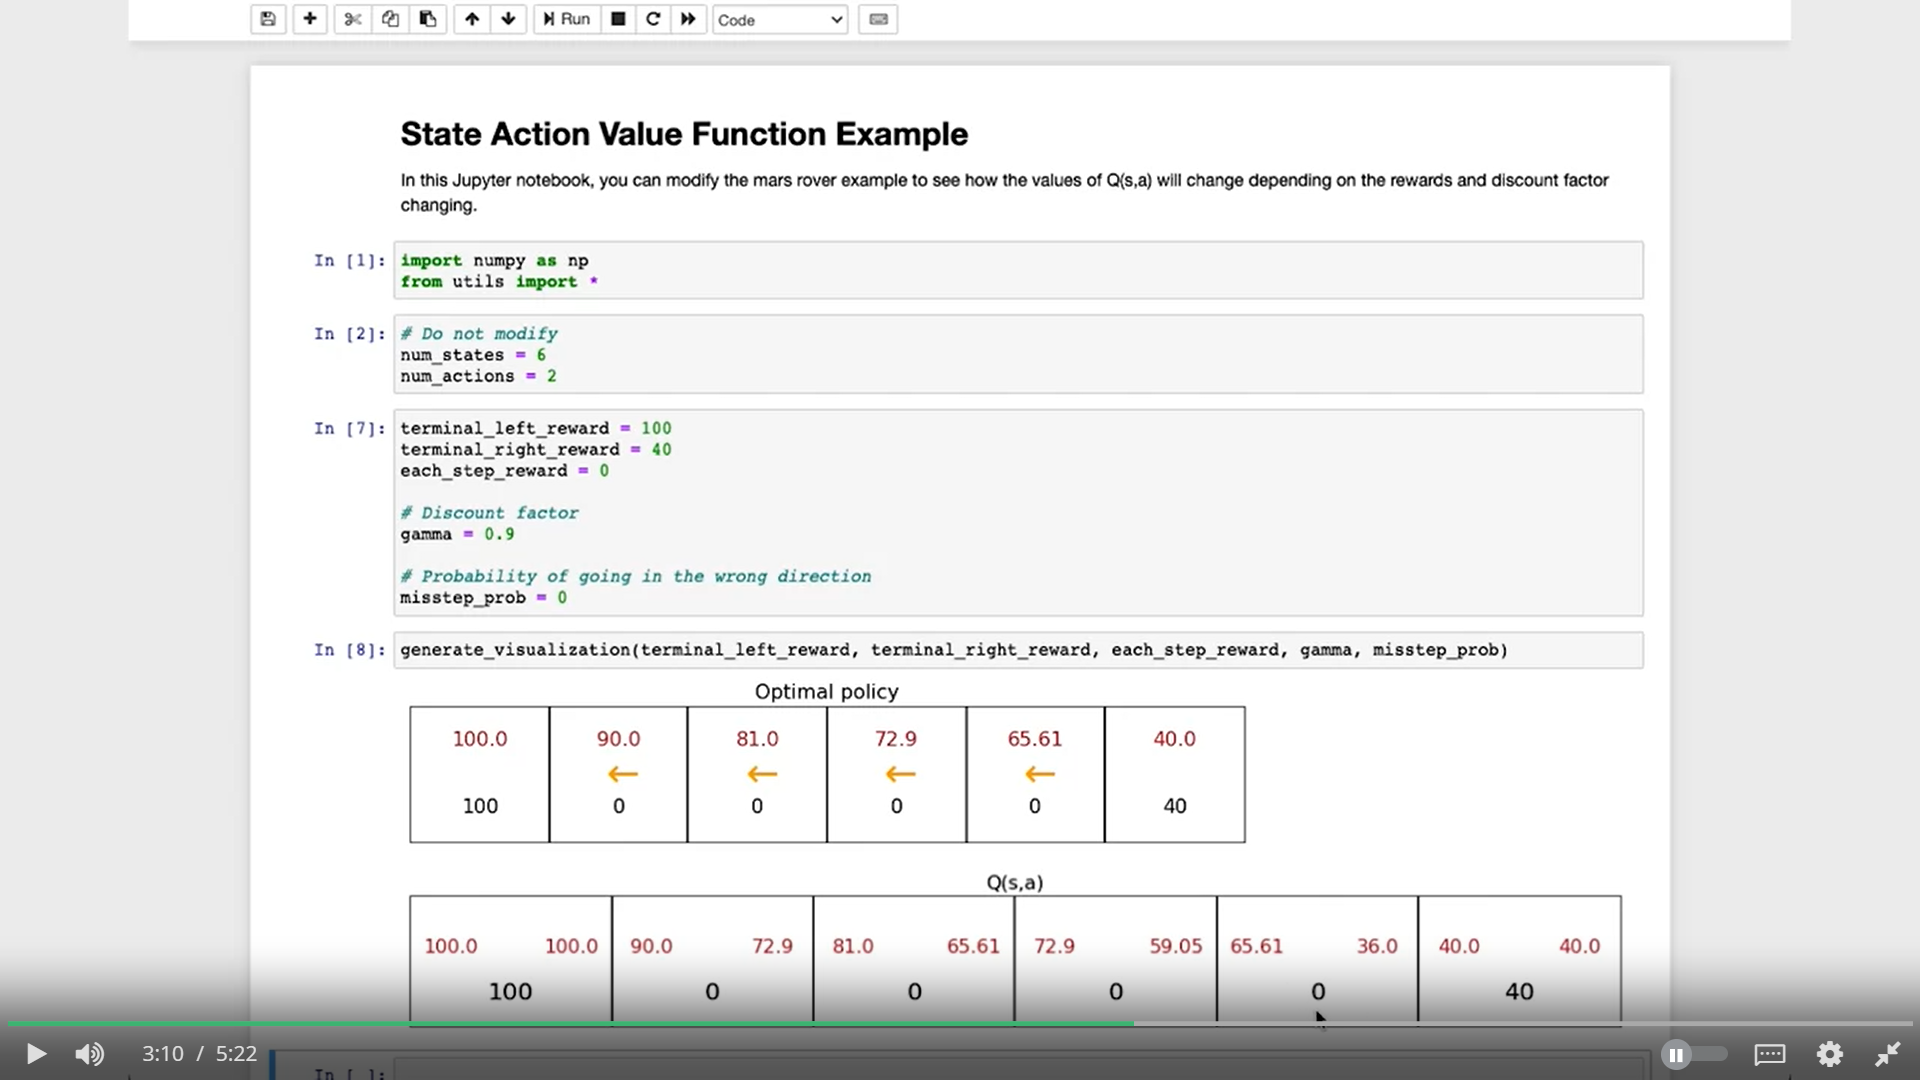 Run
Code
State Action Value Function Example
In this Jupyter notebook, you can modify the mars rover example to see how the values of Q(s,a) will change depending on the rewards and discount factor
changing.
In [1]: import numpy as np
from utils import *
In [2]: # Do not modify
num_states = 6
num_actions = 2
In [7]: terminal_left_reward = 100
terminal_right_reward = 40
each_step_reward = 0
# Discount factor
gamma = 0.9
# Probability of going in the wrong direction
misstep_prob = 0
In [8]: generate_visualization(terminal_left_reward, terminal_right_reward, each_step_reward, gamma, misstep_prob)
Optimal policy
100.0 90.0 81.0 72.9 65.61 40.0
← ← ← ←
100 0 0 0 0 40
Q(s,a)
100.0 100.0 90.0 72.9 81.0 65.61 72.9 59.05 65.61 36.0 40.0 40.0
100 0 0 0 0 40
3:10 / 5:22
In [ ]: